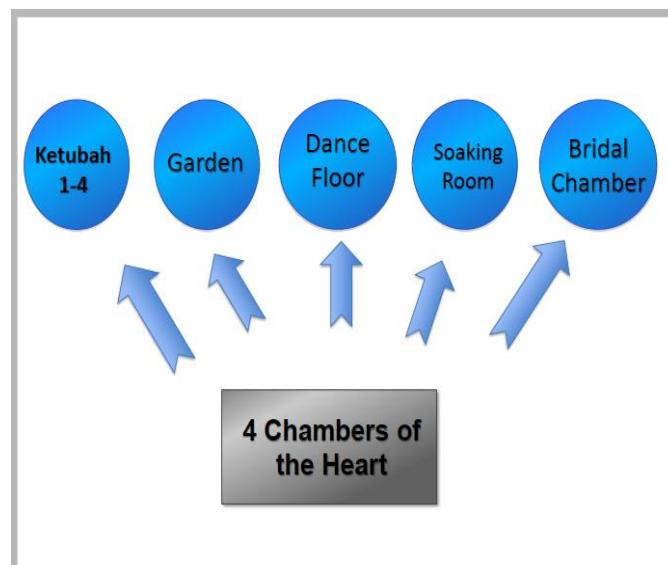 Ketubah
1-4
Garden
Dance
Floor
Soaking
Room
Bridal
Chamber
4 Chambers of
the Heart